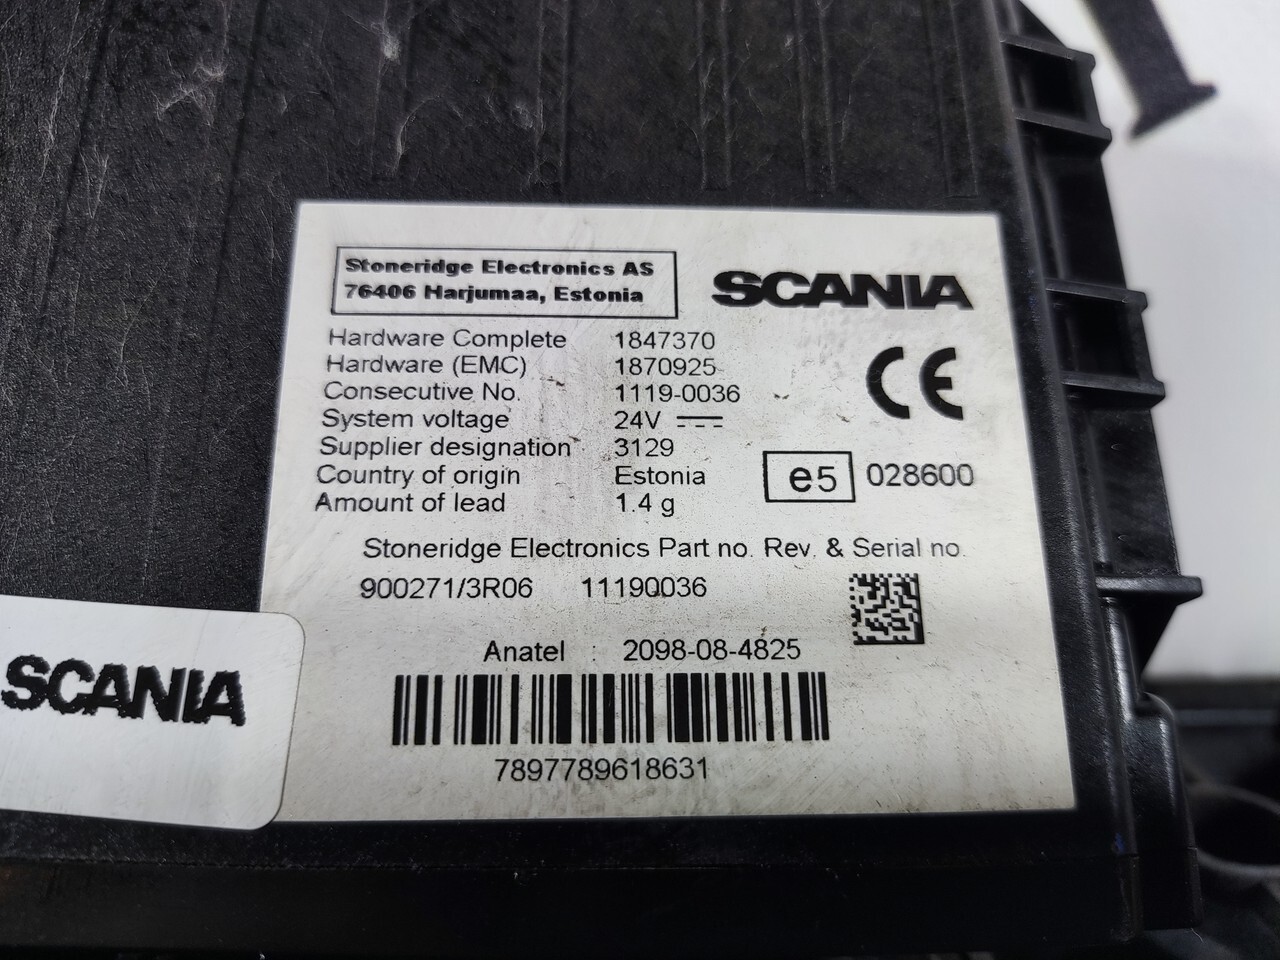 Stoneridge Electronics AS
76406 Harjumaa, Estonia
SCANIA
Hardware Complete 1847370
Hardware (EMC) 1870925
Consecutive No. 1119-0036
System voltage 24V
Supplier designation 3129
Country of origin Estonia
Amount of lead 1.4 g
CE
e5 028600
Stoneridge Electronics Part no. Rev. & Serial no.
900271/3R06 11190036
Anatel : 2098-08-4825
7897789618631
SCANIA